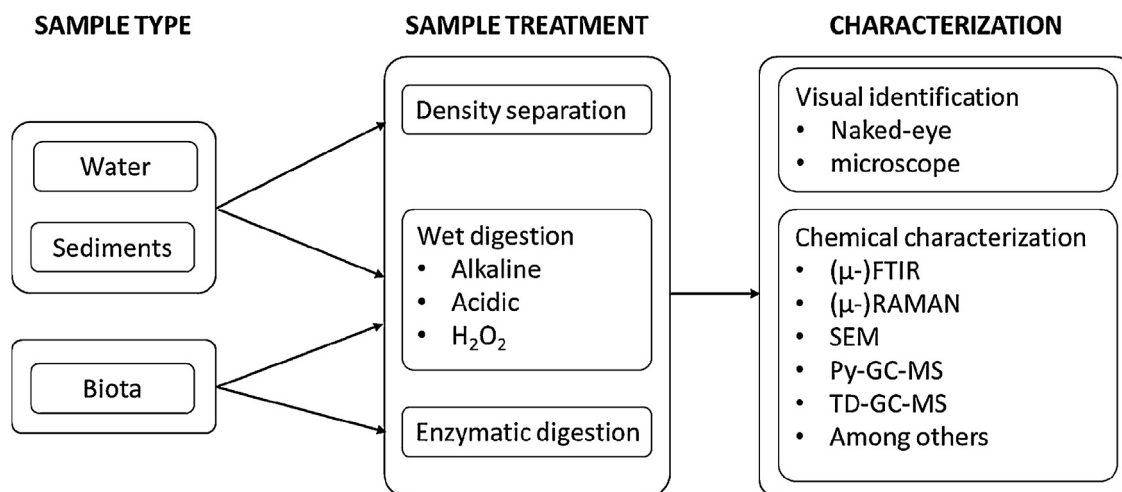 SAMPLE TYPE
SAMPLE TREATMENT
CHARACTERIZATION
Water
Sediments
Biota
Density separation
Wet digestion
• Alkaline
• Acidic
• H₂O₂
Enzymatic digestion
Visual identification
• Naked-eye
• microscope
Chemical characterization
• (μ-)FTIR
• (μ-)RAMAN
• SEM
• Py-GC-MS
• TD-GC-MS
• Among others